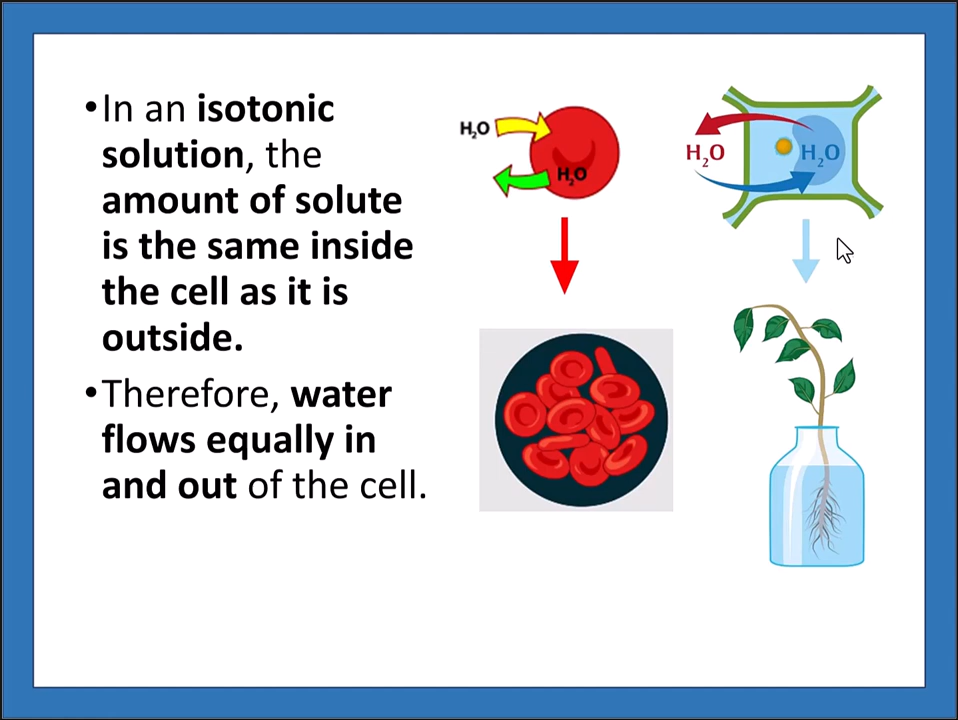 •In an isotonic
solution, the
amount of solute
is the same inside
the cell as it is
outside.
•Therefore, water
flows equally in
and out of the cell.
H₂O
H₂O
H₂O
H₂O